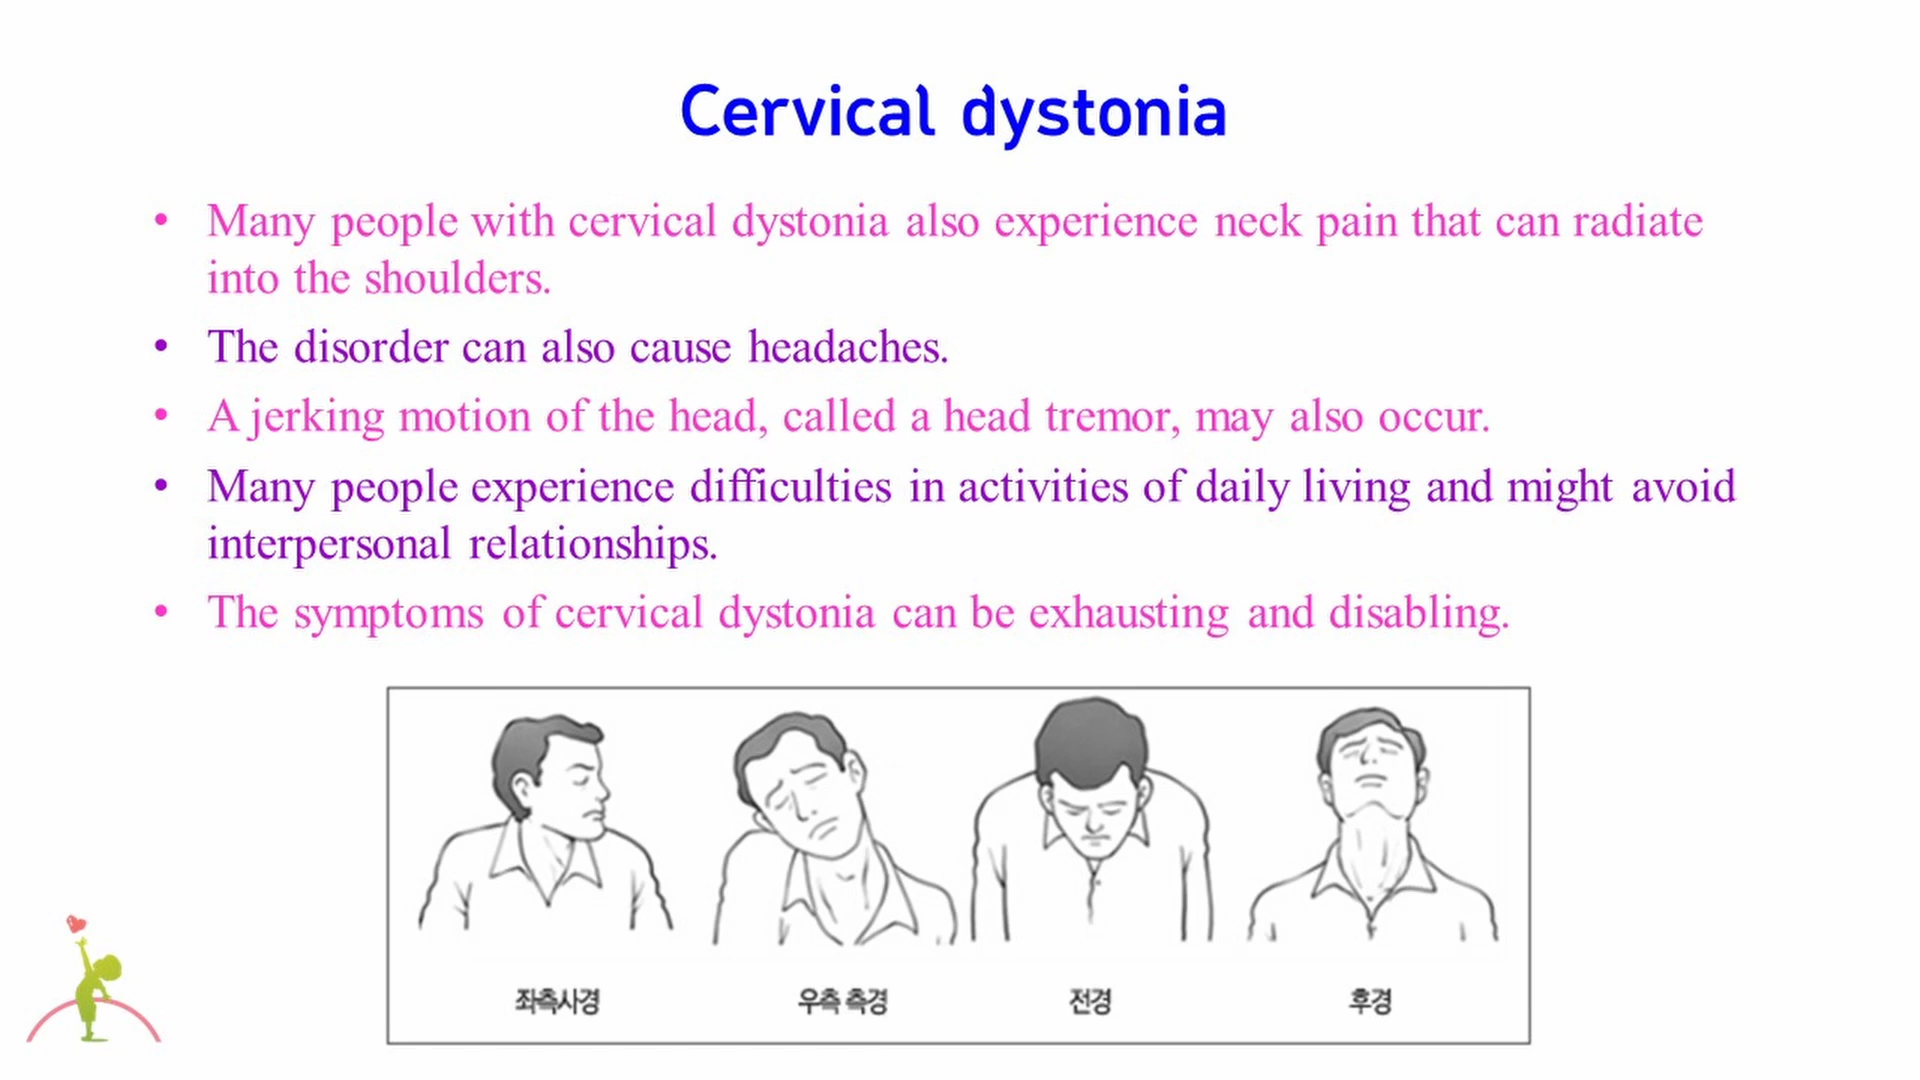 Cervical dystonia
• Many people with cervical dystonia also experience neck pain that can radiate
into the shoulders.
• The disorder can also cause headaches.
• A jerking motion of the head, called a head tremor, may also occur.
• Many people experience difficulties in activities of daily living and might avoid
interpersonal relationships.
• The symptoms of cervical dystonia can be exhausting and disabling.
좌측사경 우측 측경 전경 후경